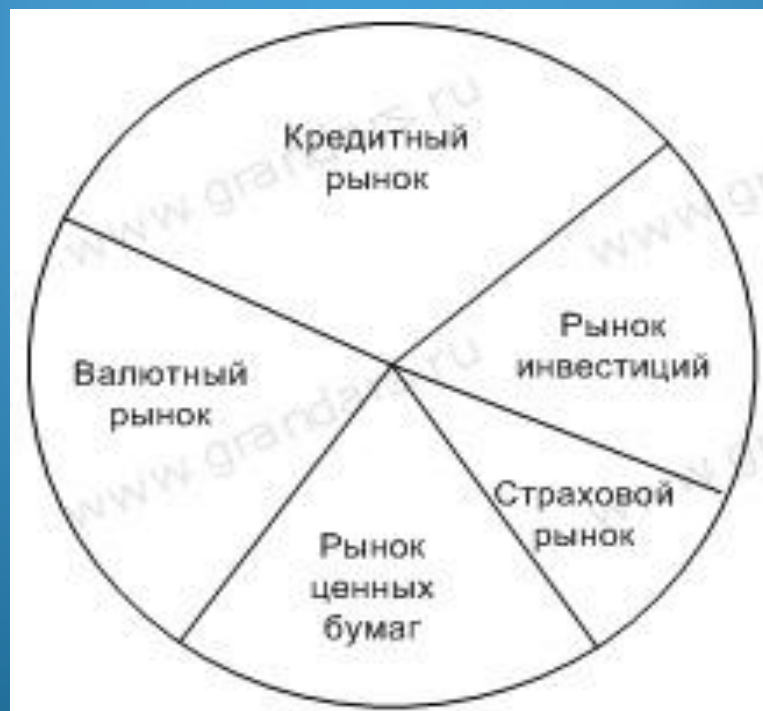 Кредитный
рынок
Рынок
инвестиций
Валютный
рынок
Страховой
рынок
Рынок
ценных
бумаг